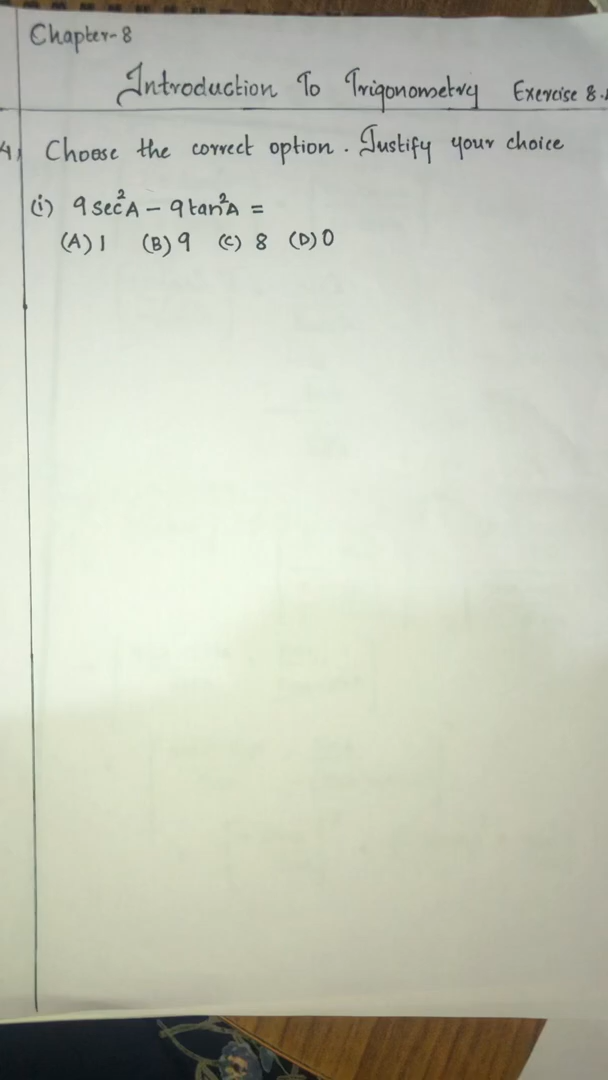 Chapter-8
Introduction To Trigonometry Exercise 8.
4) Choose the correct option. Justify your choice
(i) 9 sec²A - 9 tan²A =
(A) 1 (B) 9 (C) 8 (D) 0